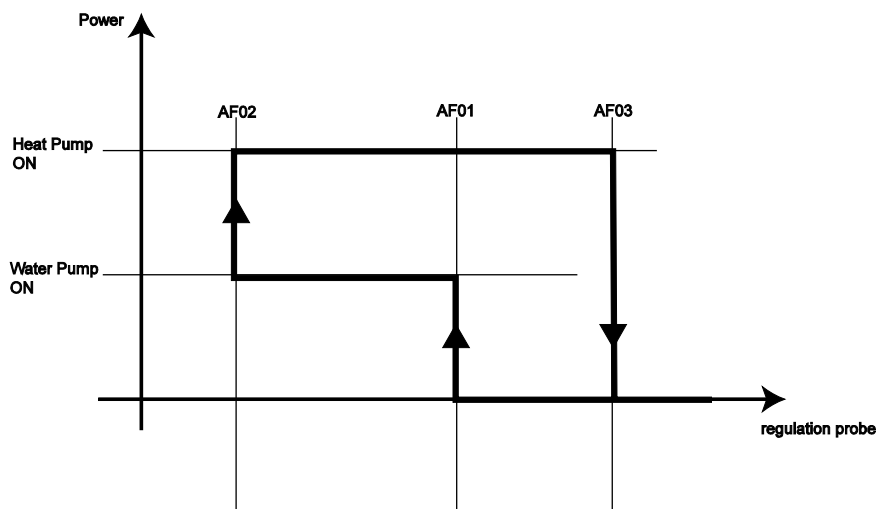 Power
AF02
AF01
AF03
Heat Pump
ON
Water Pump
ON
regulation probe